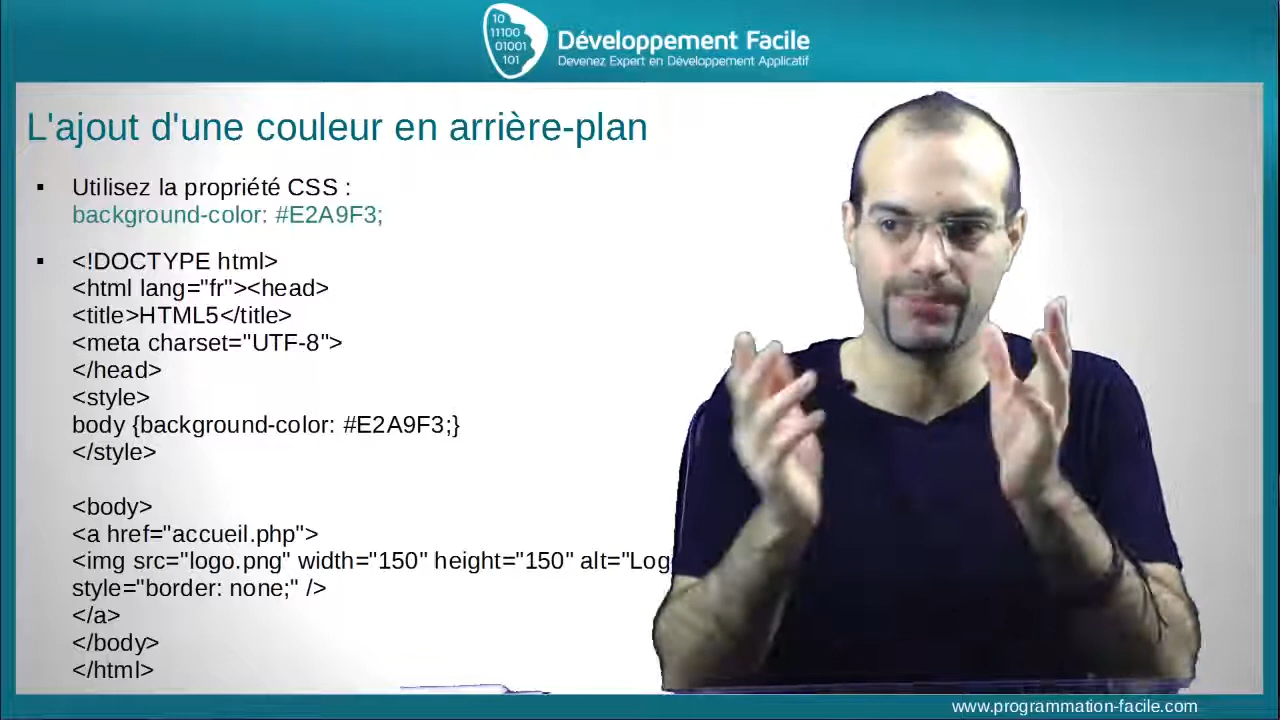 10
11100
01001
101
Développement Facile
Devenez Expert en Développement Applicatif
L'ajout d'une couleur en arrière-plan
▪ Utilisez la propriété CSS :
background-color: #E2A9F3;
▪ <!DOCTYPE html>
<html lang="fr"><head>
<title>HTML5</title>
<meta charset="UTF-8">
</head>
<style>
body {background-color: #E2A9F3;}
</style>
<body>
<a href="accueil.php">
<img src="logo.png" width="150" height="150" alt="Log
style="border: none;" />
</a>
</body>
</html>
www.programmation-facile.com